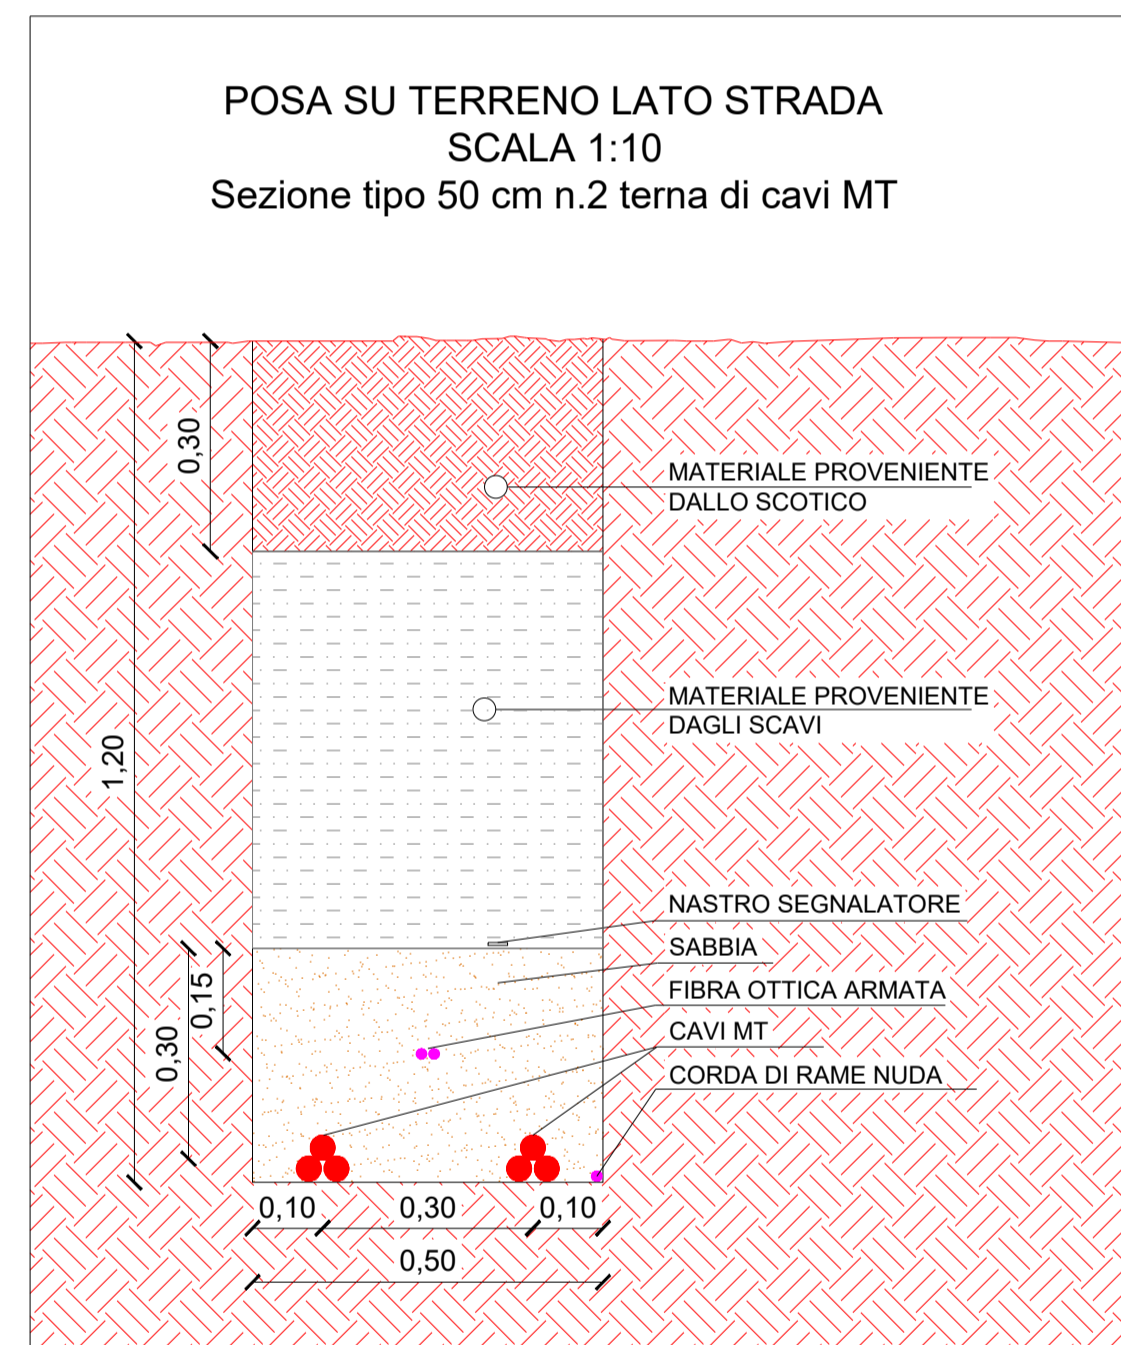 POSA SU TERRENO LATO STRADA
SCALA 1:10
Sezione tipo 50 cm n.2 terna di cavi MT
0,30
MATERIALE PROVENIENTE
DALLO SCOTICO
1,20
MATERIALE PROVENIENTE
DAGLI SCAVI
NASTRO SEGNALATORE
SABBIA
0,15
FIBRA OTTICA ARMATA
0,30
CAVI MT
CORDA DI RAME NUDA
0,10 0,30 0,10
0,50